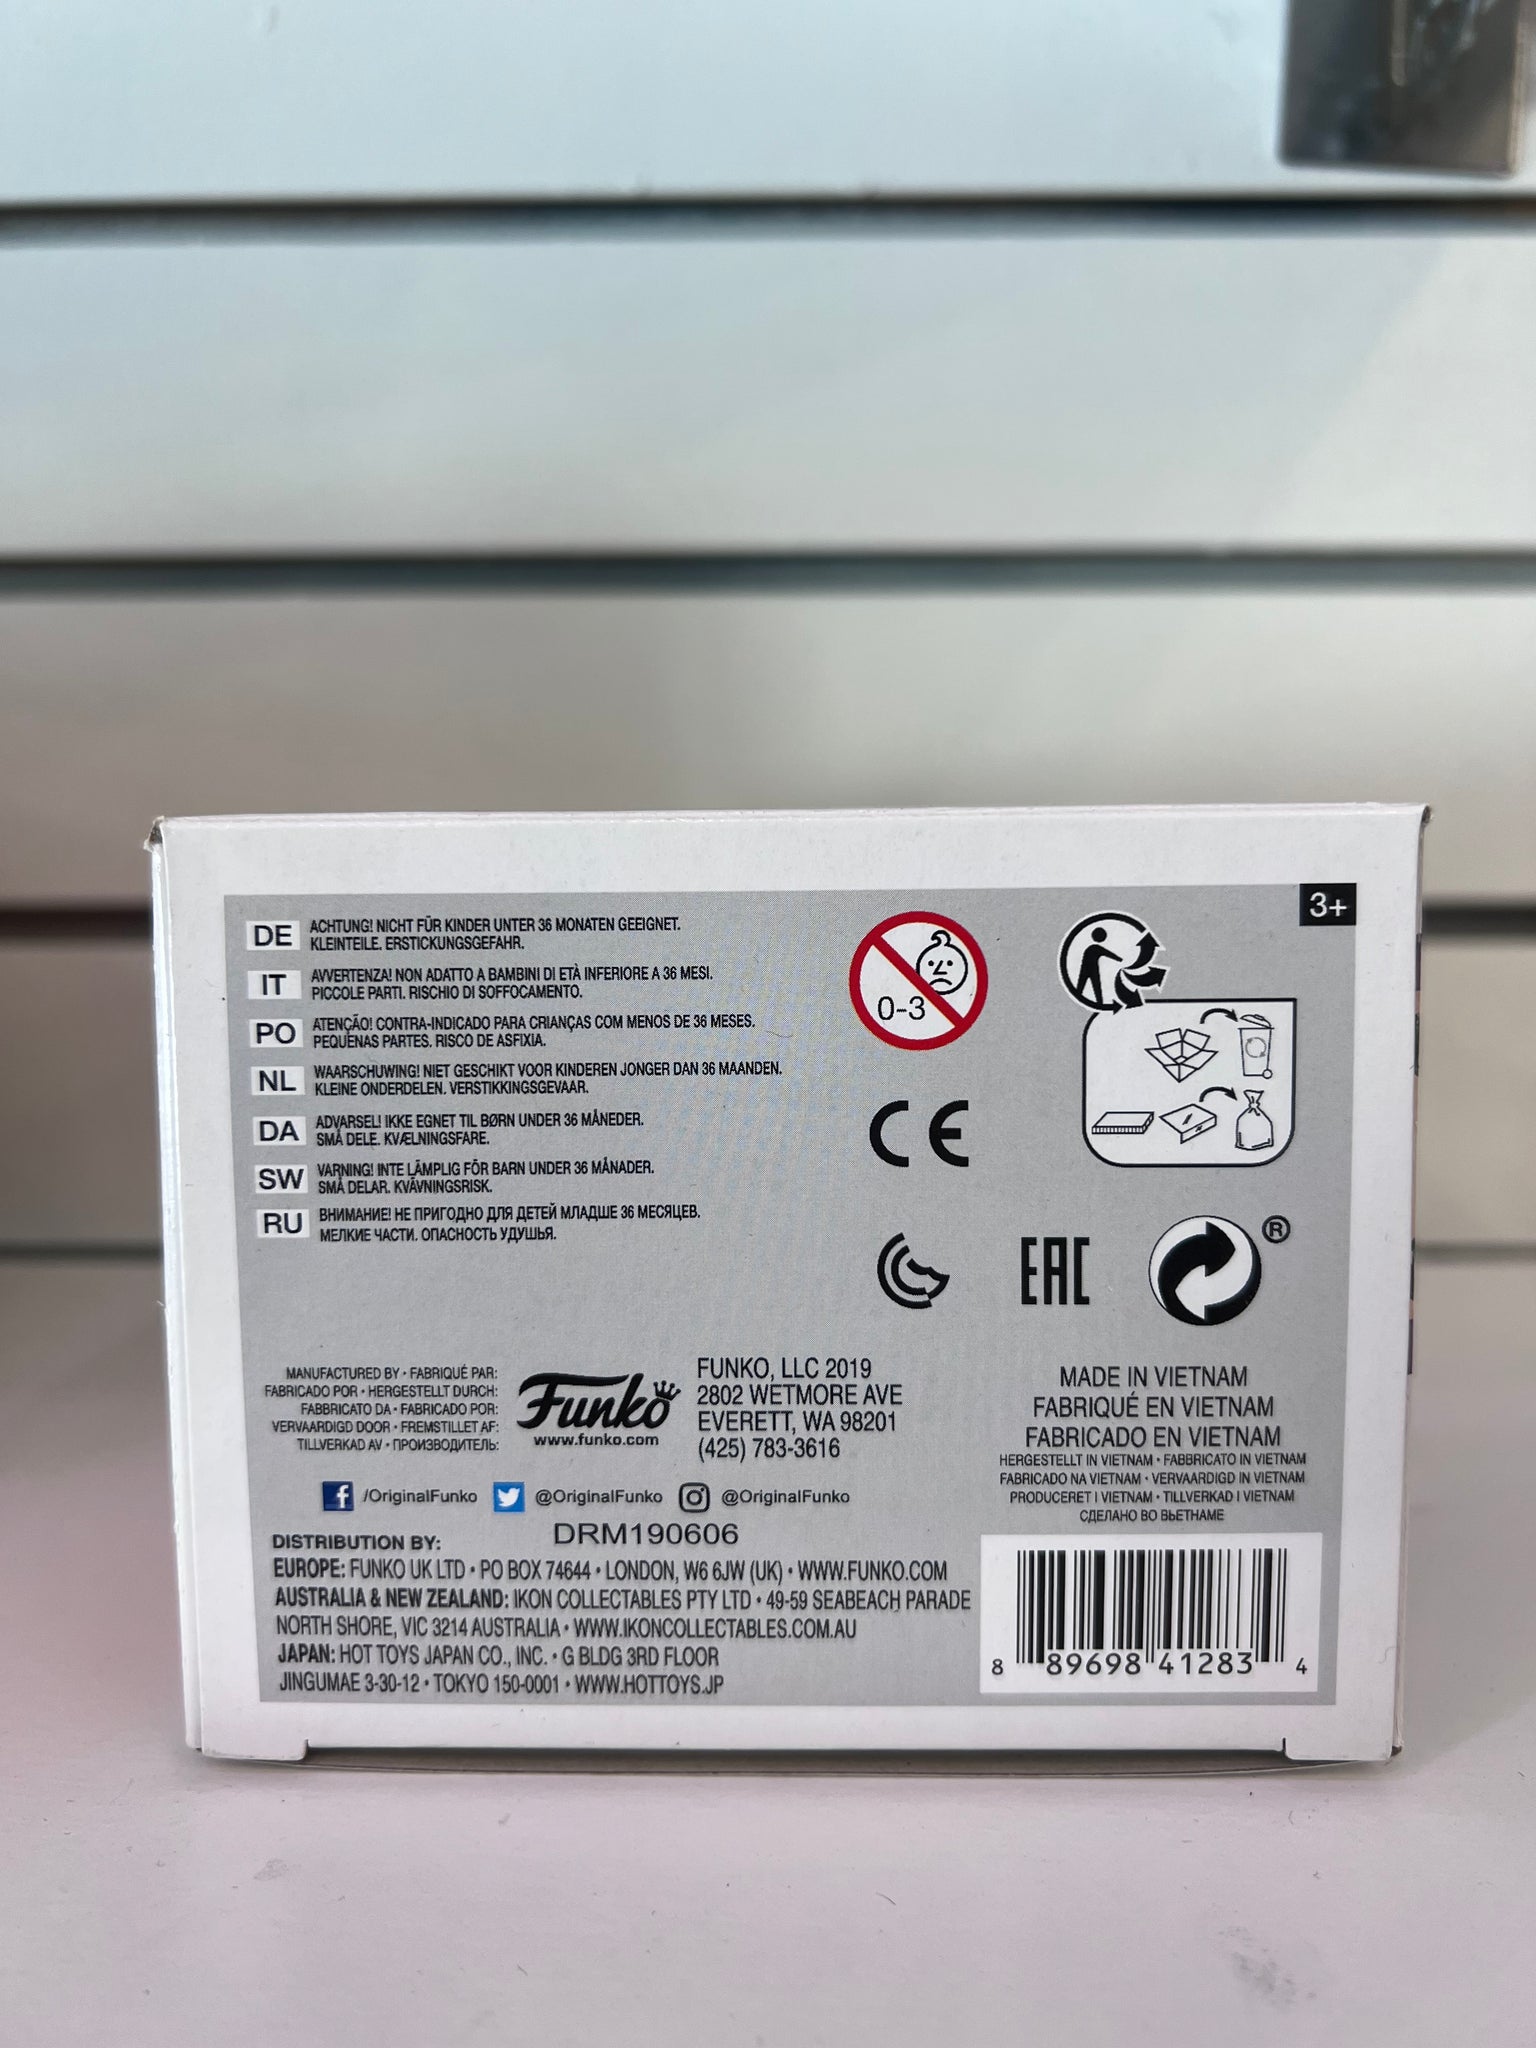 3+
DE ACHTUNG! NICHT FÜR KINDER UNTER 36 MONATEN GEEIGNET.
KLEINTEILE. ERSTICKUNGSGEFAHR.
IT AVVERTENZA! NON ADATTO A BAMBINI DI ETÀ INFERIORE A 36 MESI.
PICCOLE PARTI. RISCHIO DI SOFFOCAMENTO.
PO ATENÇÃO! CONTRA-INDICADO PARA CRIANÇAS COM MENOS DE 36 MESES.
PEQUENAS PARTES. RISCO DE ASFIXIA.
NL WAARSCHUWING! NIET GESCHIKT VOOR KINDEREN JONGER DAN 36 MAANDEN.
KLEINE ONDERDELEN. VERSTIKKINGSGEVAAR.
DA ADVARSEL! IKKE EGNET TIL BØRN UNDER 36 MÅNEDER.
SMÅ DELE. KVÆLNINGSFARE.
SW VARNING! INTE LÄMPLIG FÖR BARN UNDER 36 MÅNADER.
SMÅ DELAR. KVÄVNINGSRISK.
RU ВНИМАНИЕ! НЕ ПРИГОДНО ДЛЯ ДЕТЕЙ МЛАДШЕ 36 МЕСЯЦЕВ.
МЕЛКИЕ ЧАСТИ. ОПАСНОСТЬ УДУШЬЯ.
0-3
CE
EAC
®
MANUFACTURED BY • FABRIQUÉ PAR:
FABRICADO POR • HERGESTELLT DURCH:
FABBRICATO DA • FABRICADO POR:
VERVAARDIGD DOOR • FREMSTILLET AF:
TILLVERKAD AV • ПРОИЗВОДИТЕЛЬ:
Funko
www.funko.com
FUNKO, LLC 2019
2802 WETMORE AVE
EVERETT, WA 98201
(425) 783-3616
MADE IN VIETNAM
FABRIQUÉ EN VIETNAM
FABRICADO EN VIETNAM
HERGESTELLT IN VIETNAM • FABBRICATO IN VIETNAM
FABRICADO NA VIETNAM • VERVAARDIGD IN VIETNAM
PRODUCERET I VIETNAM • TILLVERKAD I VIETNAM
СДЕЛАНО ВО ВЬЕТНАМЕ
f /OriginalFunko @OriginalFunko @OriginalFunko
DRM190606
DISTRIBUTION BY:
EUROPE: FUNKO UK LTD • PO BOX 74644 • LONDON, W6 6JW (UK) • WWW.FUNKO.COM
AUSTRALIA & NEW ZEALAND: IKON COLLECTABLES PTY LTD • 49-59 SEABEACH PARADE
NORTH SHORE, VIC 3214 AUSTRALIA • WWW.IKONCOLLECTABLES.COM.AU
JAPAN: HOT TOYS JAPAN CO., INC. • G BLDG 3RD FLOOR
JINGUMAE 3-30-12 • TOKYO 150-0001 • WWW.HOTTOYS.JP
8 89698 41283 4